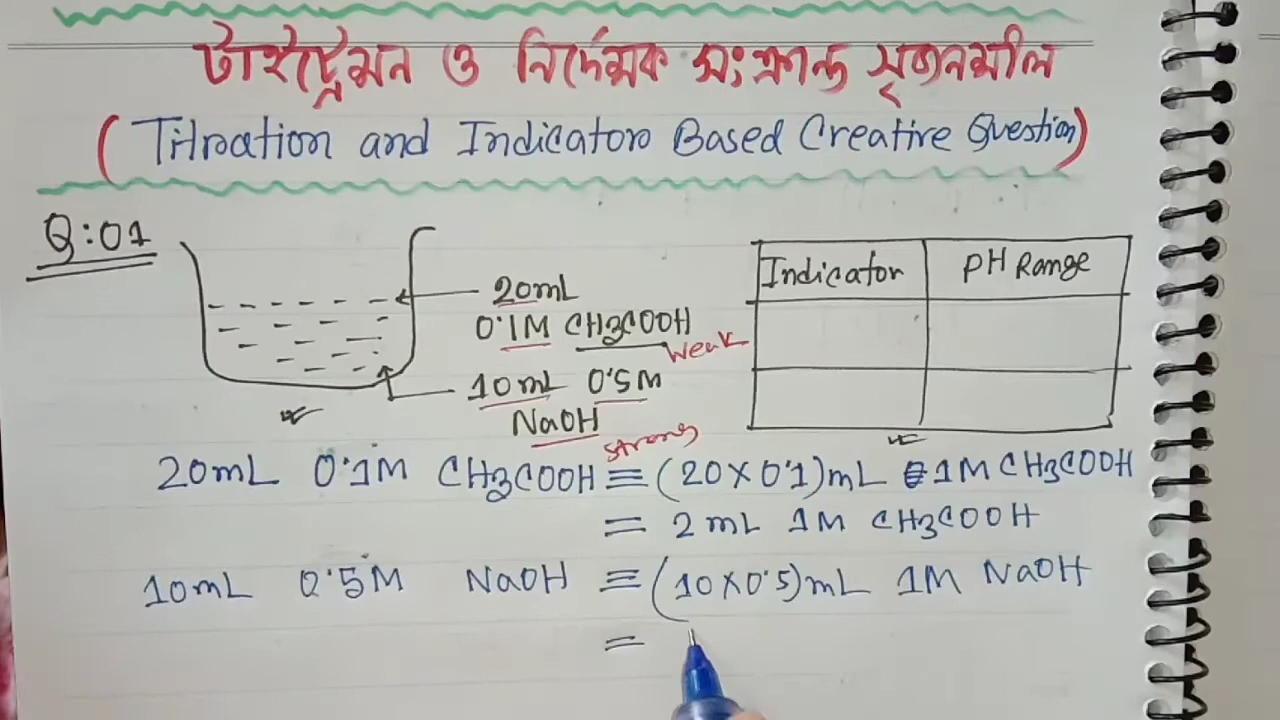 টাইট্রেশন ও নির্দেশক সংক্রান্ত সৃজনশীল
(Titration and Indicator Based Creative Question)
Q:01
20mL
0.1M CH3COOH
Weak
10mL 0.5M
NaOH
Strong
Indicator PH Range
20mL 0.1M CH3COOH ≡ (20×0.1)mL 1M CH3COOH
= 2mL 1M CH3COOH
10mL 0.5M NaOH ≡ (10×0.5)mL 1M NaOH
=